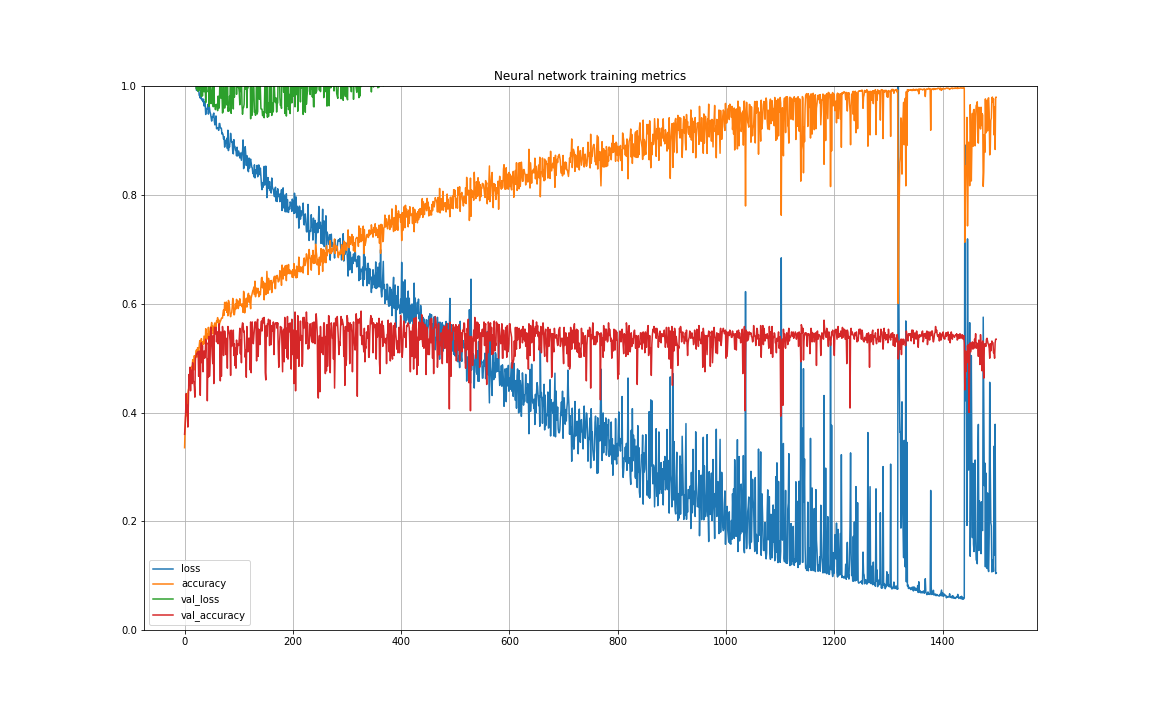 Neural network training metrics
1.0
0.8
0.6
0.4
0.2
0.0
loss
accuracy
val_loss
val_accuracy
0 200 400 600 800 1000 1200 1400